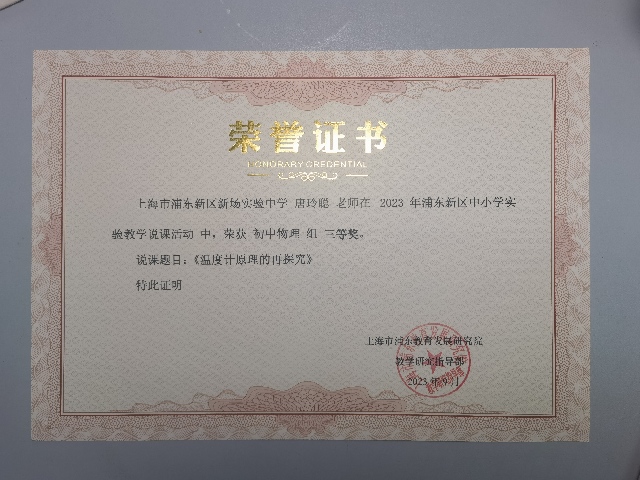 荣誉证书
HONORARY CREDENTIAL
上海市浦东新区新场实验中学 唐玲聪 老师在 2023 年浦东新区中小学实
验教学说课活动 中，荣获 初中物理 组 三等奖。
说课题目：《温度计原理的再探究》
特此证明
上海市浦东教育发展研究院
教学研究指导部
2023 年9月